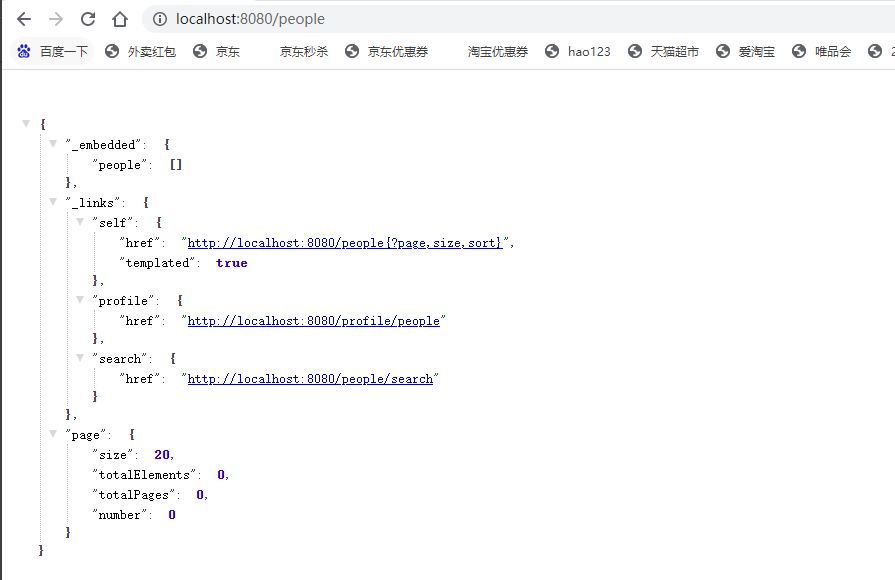 localhost:8080/people
百度一下 外卖红包 京东 京东秒杀 京东优惠券 淘宝优惠券 hao123 天猫超市 爱淘宝 唯品会 2
{
"_embedded": {
"people": []
},
"_links": {
"self": {
"href": "http://localhost:8080/people{?page,size,sort}",
"templated": true
},
"profile": {
"href": "http://localhost:8080/profile/people"
},
"search": {
"href": "http://localhost:8080/people/search"
}
},
"page": {
"size": 20,
"totalElements": 0,
"totalPages": 0,
"number": 0
}
}